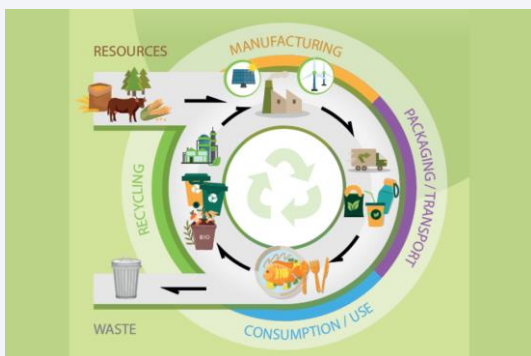 RESOURCES
MANUFACTURING
PACKAGING / TRANSPORT
RECYCLING
BIO
WASTE
CONSUMPTION / USE